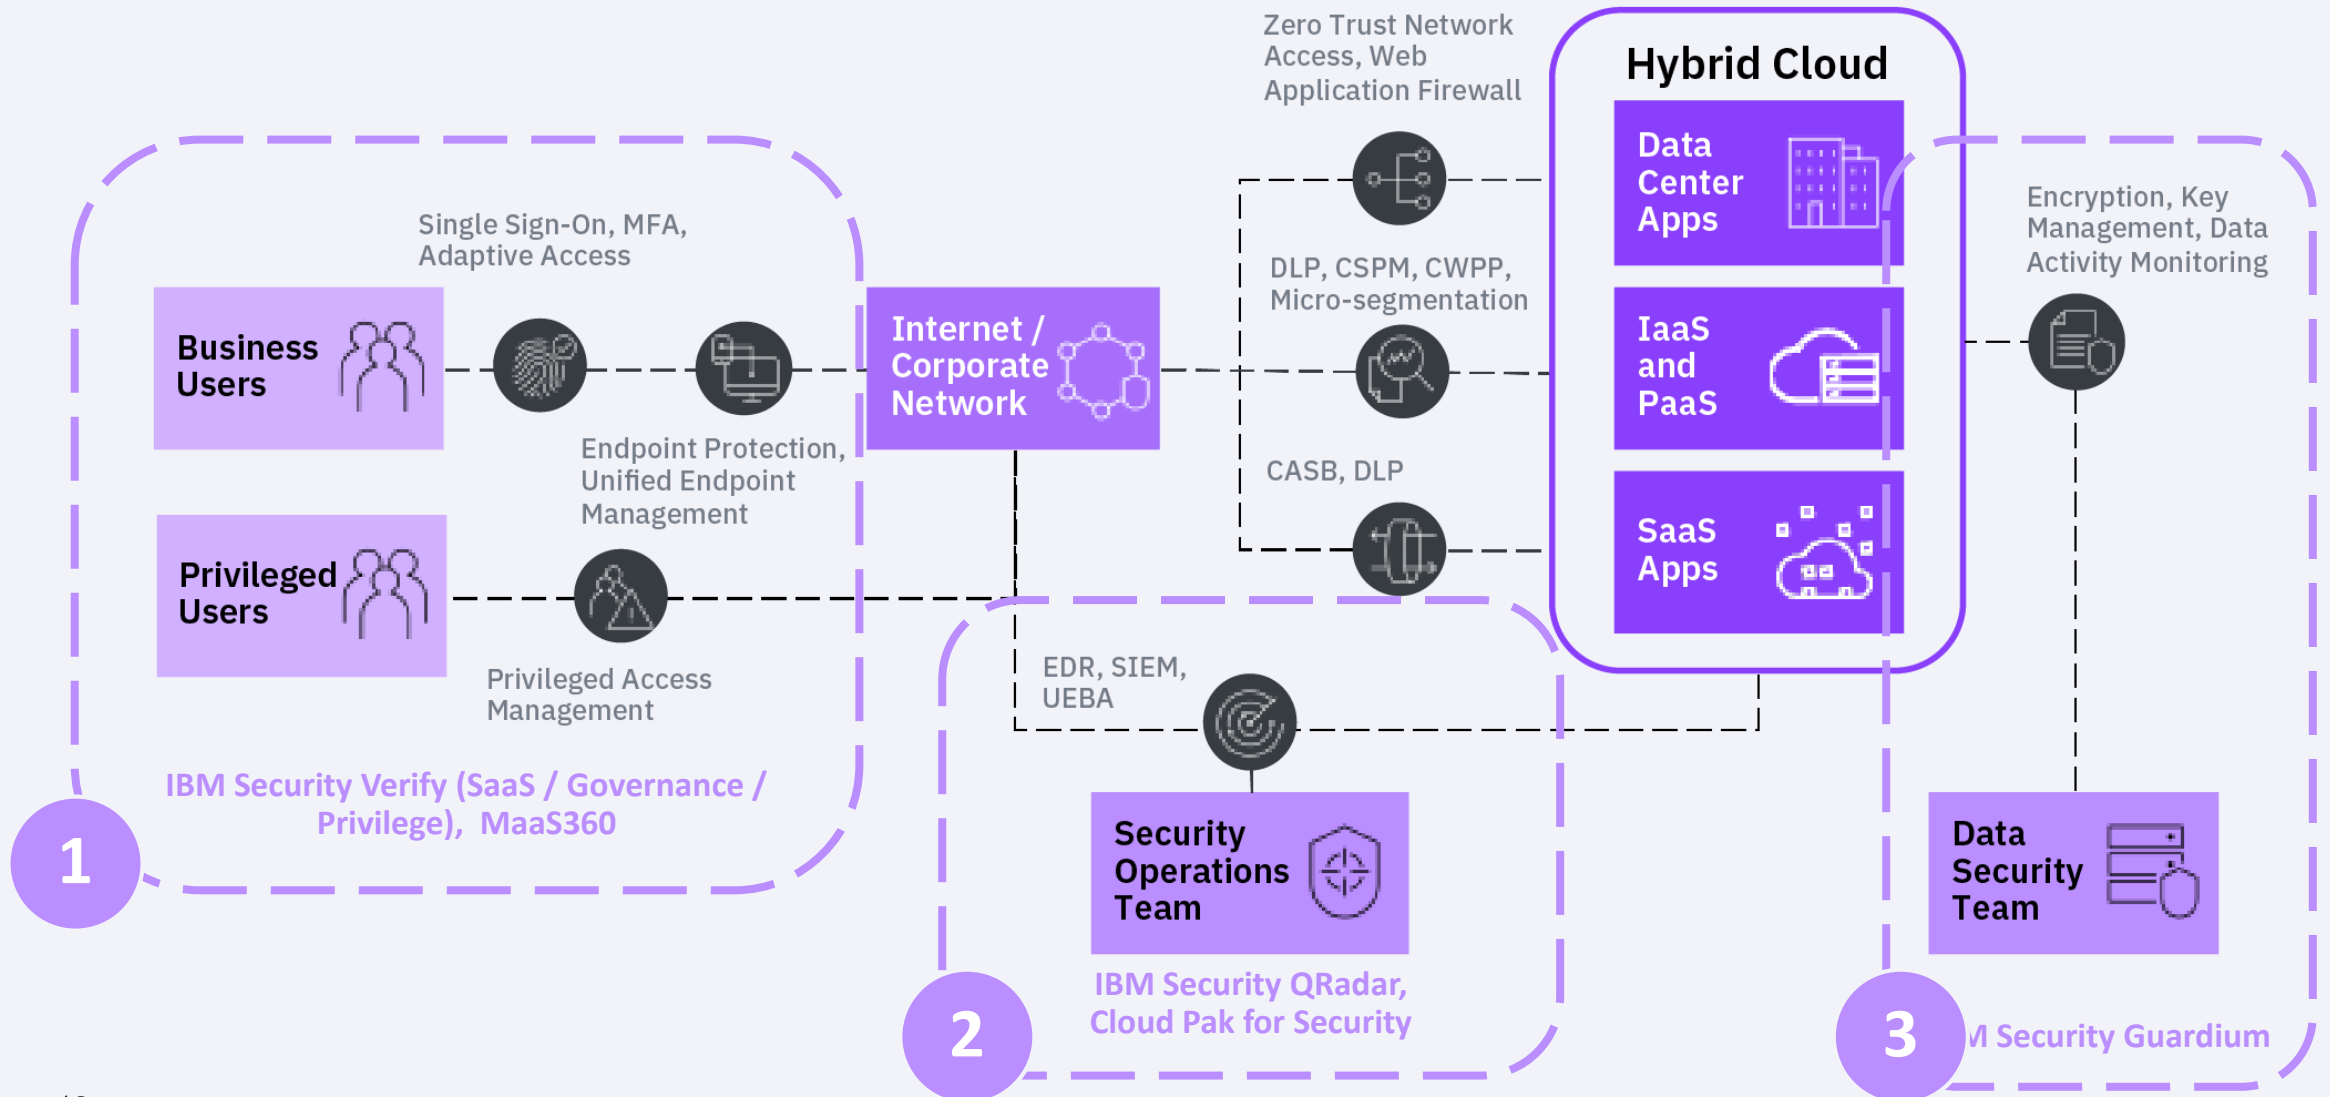 Zero Trust Network
Access, Web
Application Firewall
Hybrid Cloud
Data
Center
Apps
Encryption, Key
Management, Data
Activity Monitoring
Single Sign-On, MFA,
Adaptive Access
DLP, CSPM, CWPP,
Micro-segmentation
Business
Users
Internet /
Corporate
Network
IaaS
and
PaaS
Endpoint Protection,
Unified Endpoint
Management
CASB, DLP
SaaS
Apps
Privileged
Users
Privileged Access
Management
EDR, SIEM,
UEBA
IBM Security Verify (SaaS / Governance /
Privilege), MaaS360
1
Security
Operations
Team
Data
Security
Team
IBM Security QRadar,
Cloud Pak for Security
2
3
M Security Guardium